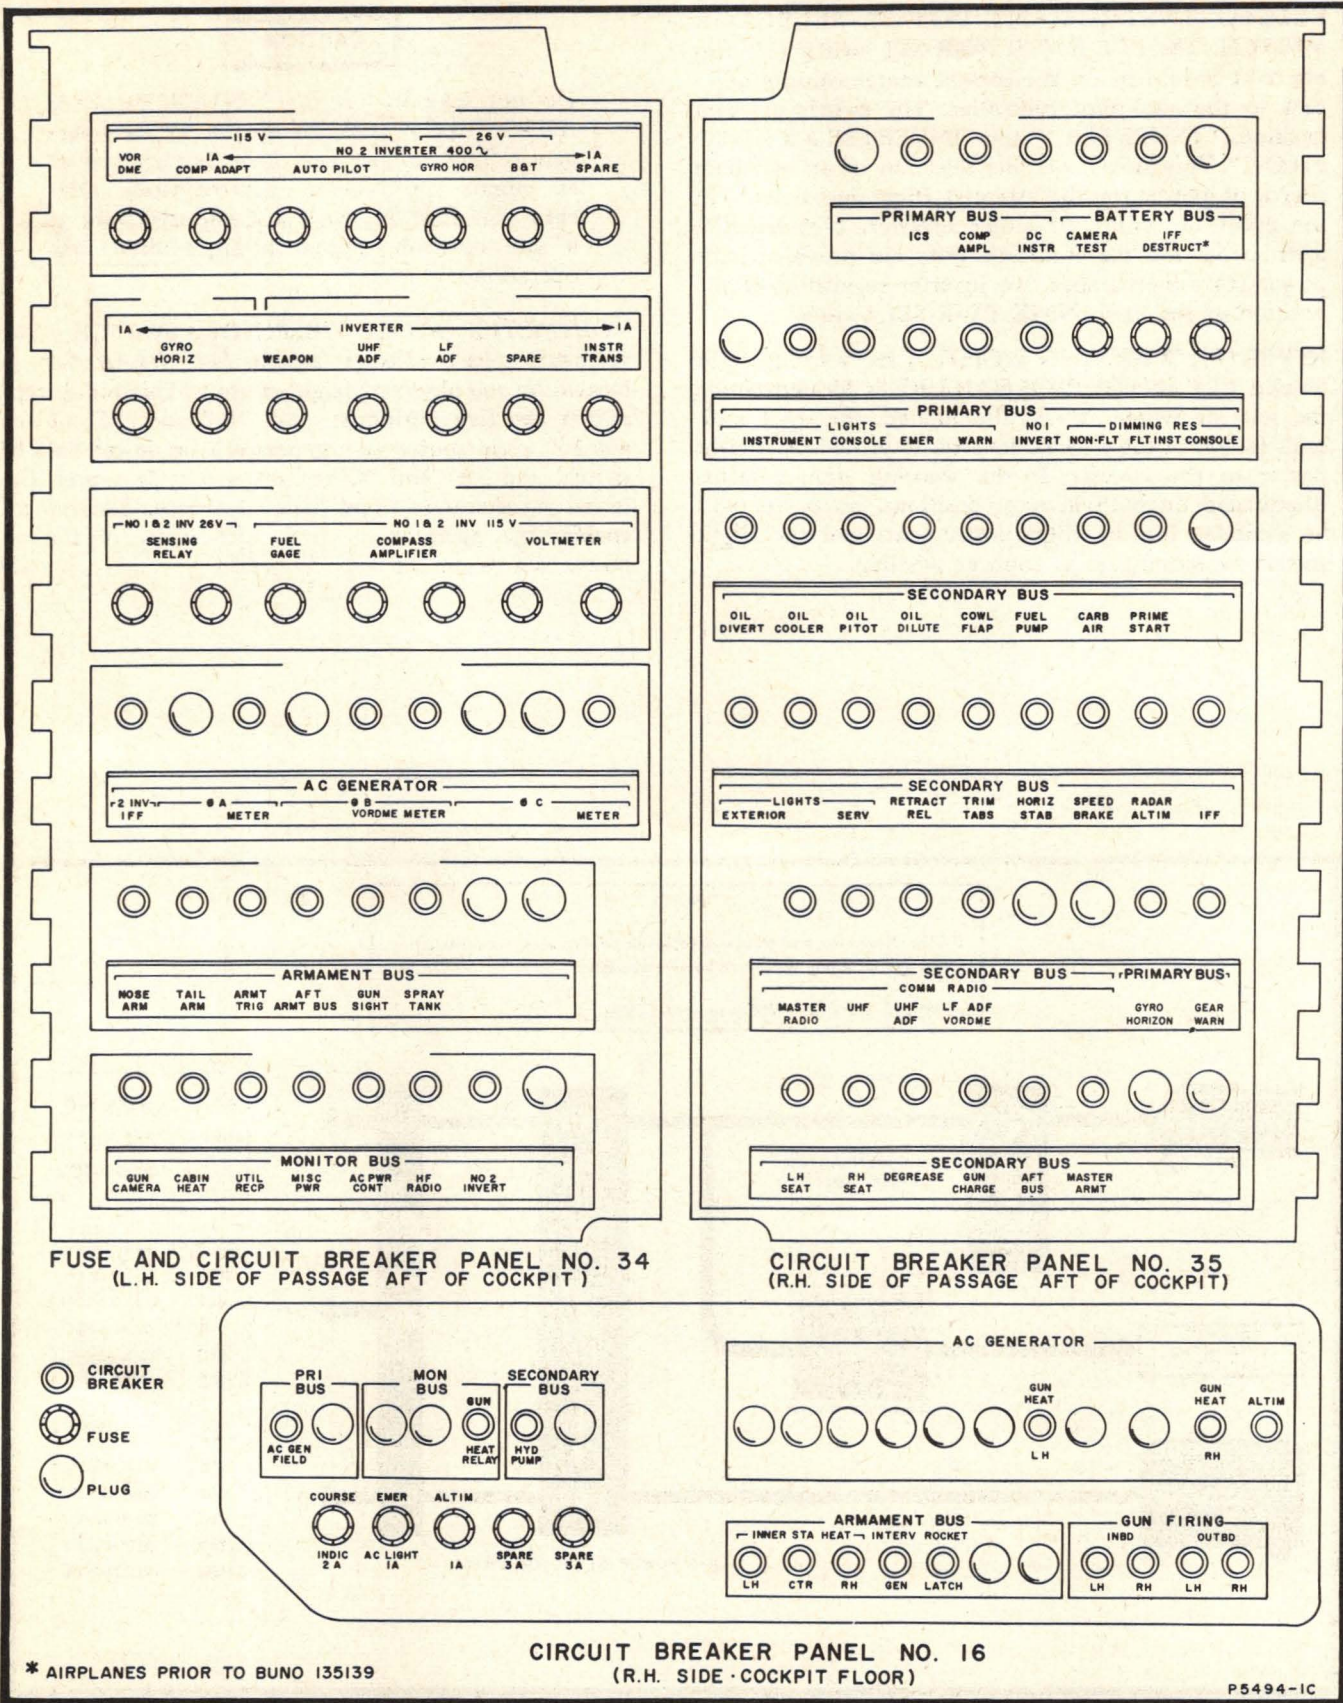 115 V 26 V
NO 2 INVERTER 400 ∿
VOR DME
1A COMP ADAPT
AUTO PILOT
GYRO HOR
B&T
1A SPARE
1A INVERTER 1A
GYRO HORIZ
WEAPON
UHF ADF
LF ADF
SPARE
INSTR TRANS
NO 1 & 2 INV 26V NO 1 & 2 INV 115 V
SENSING RELAY
FUEL GAGE
COMPASS AMPLIFIER
VOLTMETER
AC GENERATOR
2 INV ø A ø B ø C
IFF METER VORDME METER METER
ARMAMENT BUS
NOSE TAIL ARMT AFT GUN SPRAY
ARM ARM TRIG ARMT BUS SIGHT TANK
MONITOR BUS
GUN CABIN UTIL MISC AC PWR HF NO 2
CAMERA HEAT RECP PWR CONT RADIO INVERT
FUSE AND CIRCUIT BREAKER PANEL NO. 34
(L.H. SIDE OF PASSAGE AFT OF COCKPIT)
PRIMARY BUS BATTERY BUS
ICS COMP DC CAMERA IFF
AMPL INSTR TEST DESTRUCT*
PRIMARY BUS
LIGHTS NO 1 DIMMING RES
INSTRUMENT CONSOLE EMER WARN INVERT NON-FLT FLT INST CONSOLE
SECONDARY BUS
OIL OIL OIL OIL COWL FUEL CARB PRIME
DIVERT COOLER PITOT DILUTE FLAP PUMP AIR START
SECONDARY BUS
LIGHTS RETRACT TRIM HORIZ SPEED RADAR
EXTERIOR SERV REL TABS STAB BRAKE ALTIM IFF
SECONDARY BUS PRIMARY BUS
COMM RADIO
MASTER UHF UHF LF ADF GYRO GEAR
RADIO ADF VORDME HORIZON WARN
SECONDARY BUS
LH RH DEGREASE GUN AFT MASTER
SEAT SEAT CHARGE BUS ARMT
CIRCUIT BREAKER PANEL NO. 35
(R.H. SIDE OF PASSAGE AFT OF COCKPIT)
CIRCUIT BREAKER
FUSE
PLUG
PRI BUS
MON BUS
SECONDARY BUS
GUN
AC GEN FIELD
HEAT RELAY
HYD PUMP
COURSE EMER ALTIM
INDIC AC LIGHT SPARE SPARE
2 A 1A 1A 3 A 3 A
AC GENERATOR
GUN HEAT
GUN HEAT
ALTIM
LH RH
ARMAMENT BUS
INNER STA HEAT INTERV ROCKET
LH CTR RH GEN LATCH
GUN FIRING
INBD OUTBD
LH RH LH RH
CIRCUIT BREAKER PANEL NO. 16
(R.H. SIDE · COCKPIT FLOOR)
* AIRPLANES PRIOR TO BUNO 135139
P5494-1C